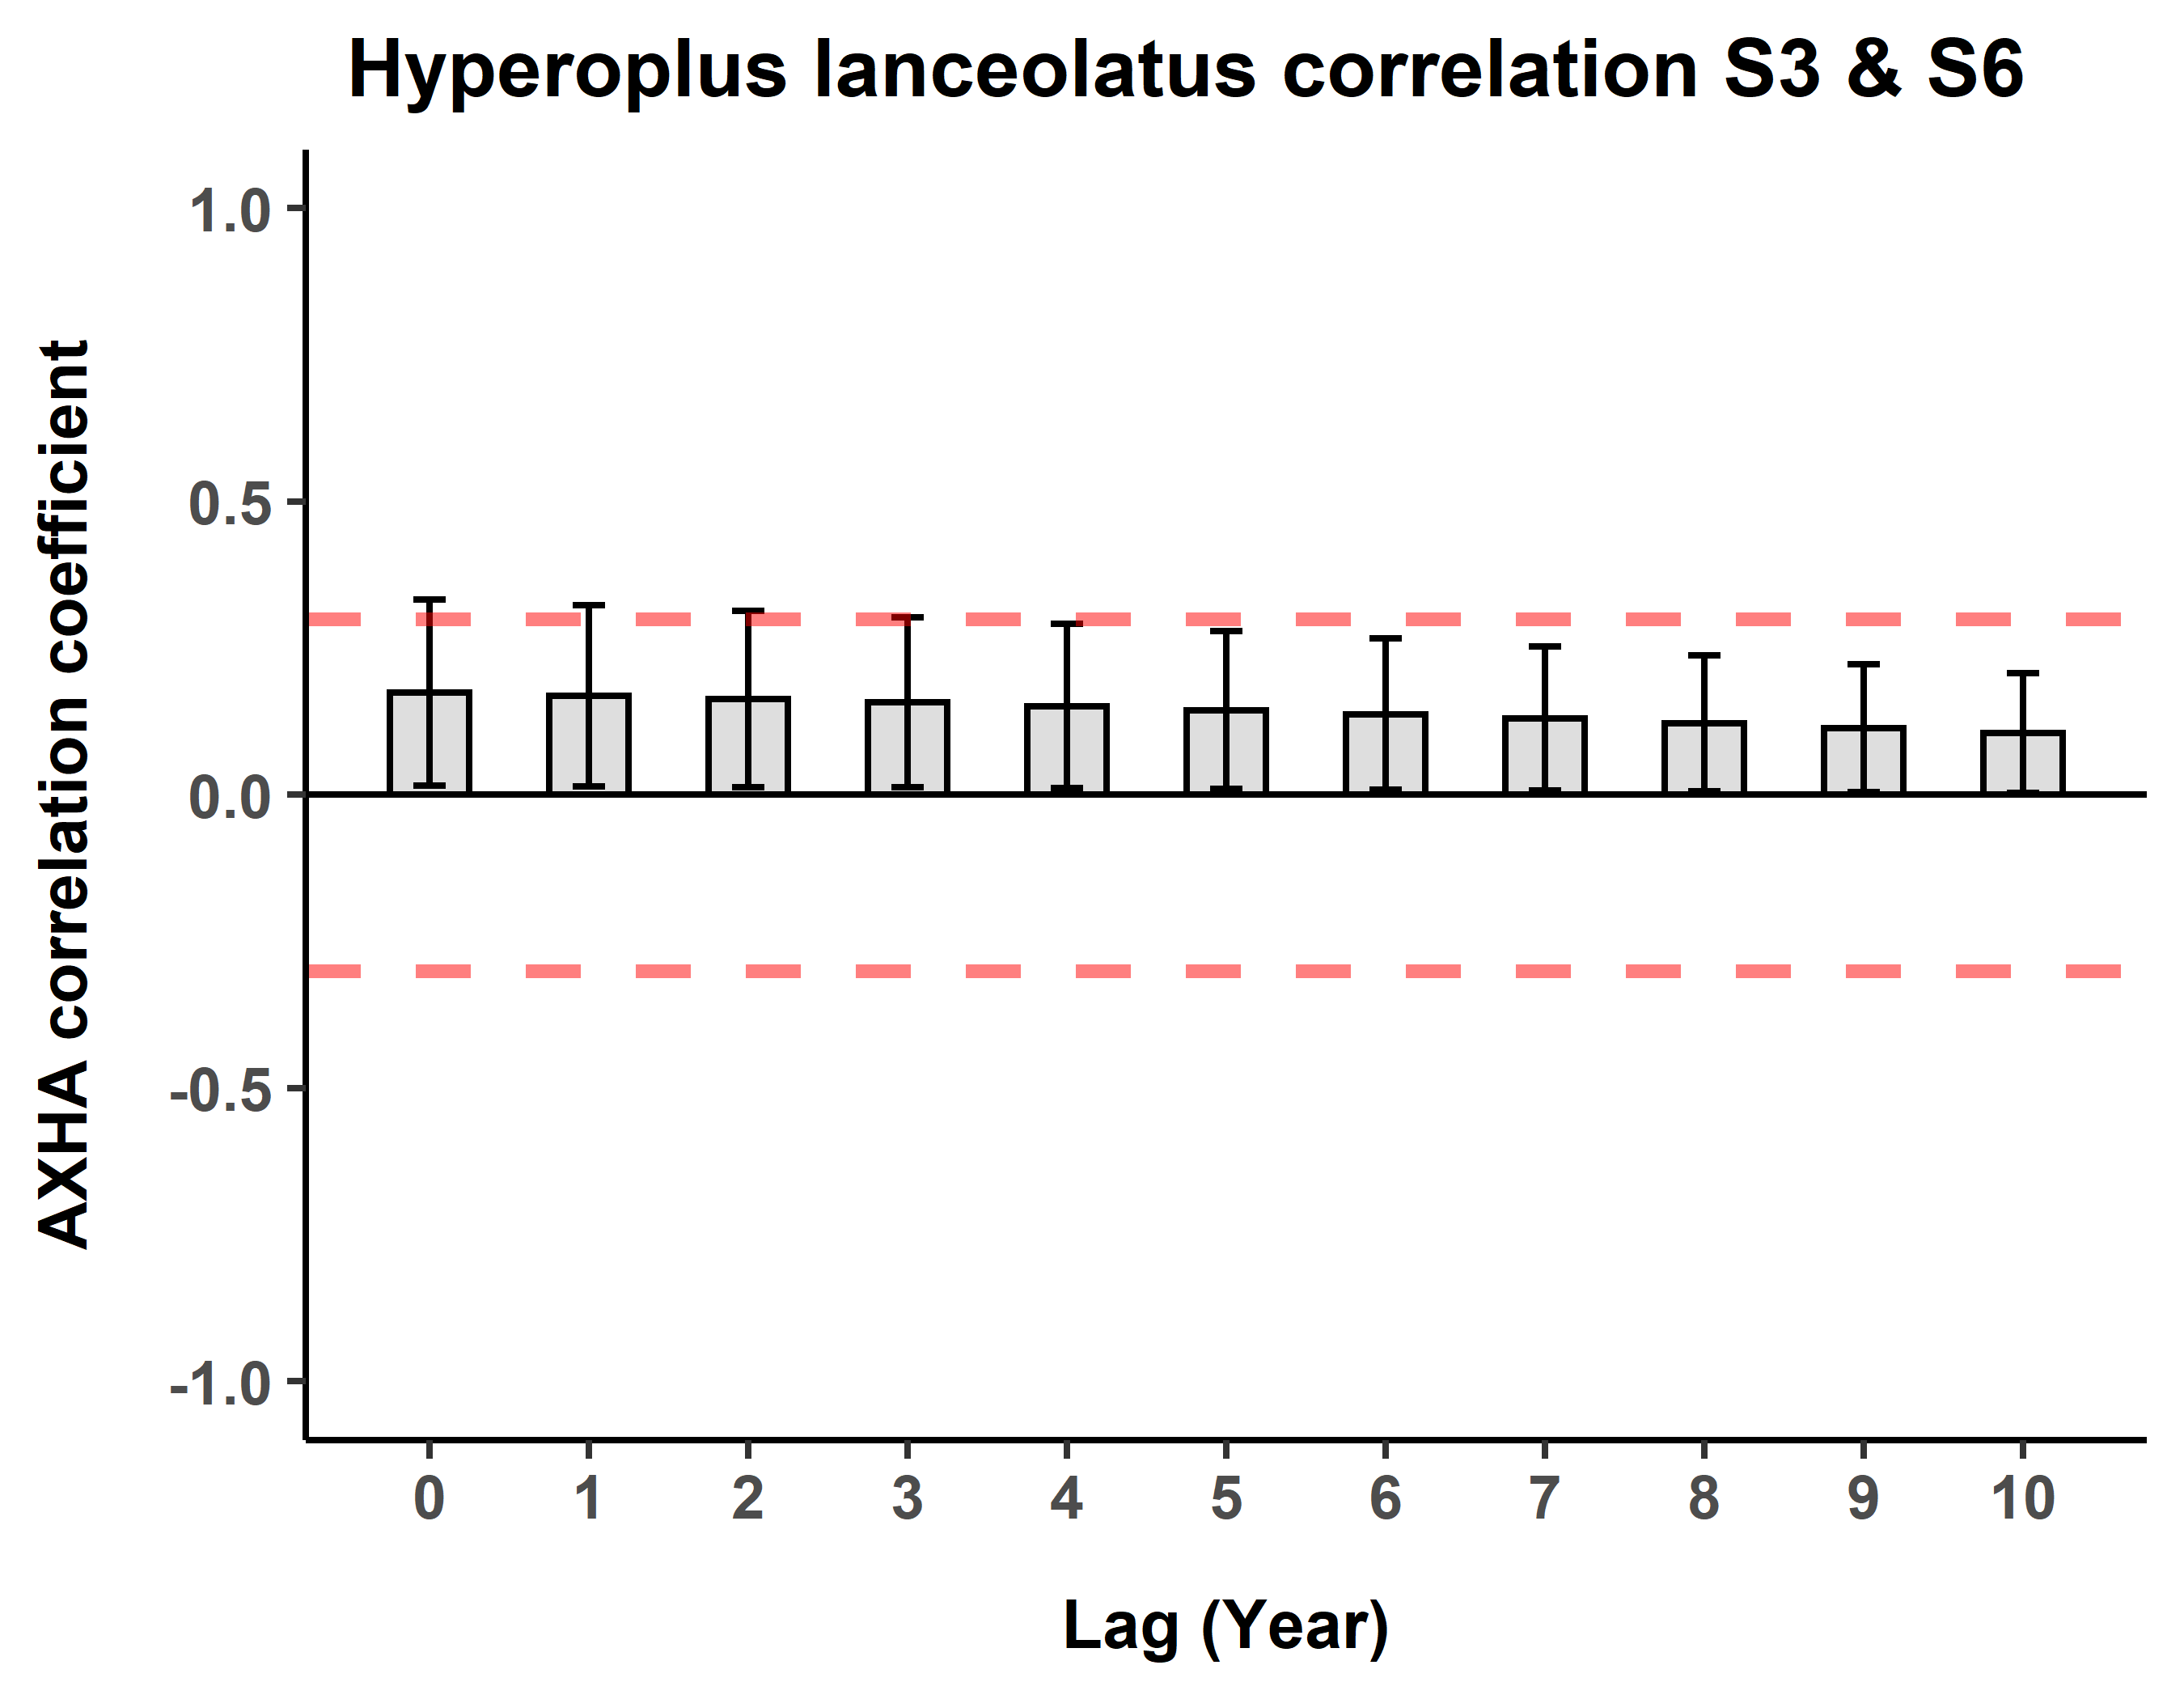 Hyperoplus lanceolatus correlation S3 & S6
AXHA correlation coefficient
1.0
0.5
0.0
-0.5
-1.0
0 1 2 3 4 5 6 7 8 9 10
Lag (Year)